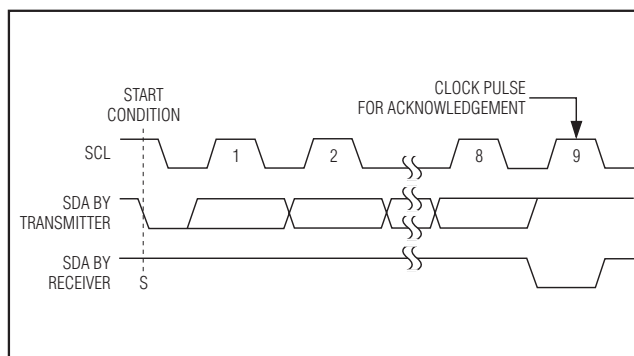 START
CONDITION
CLOCK PULSE
FOR ACKNOWLEDGEMENT
SCL
1
2
8
9
SDA BY
TRANSMITTER
SDA BY
RECEIVER
S